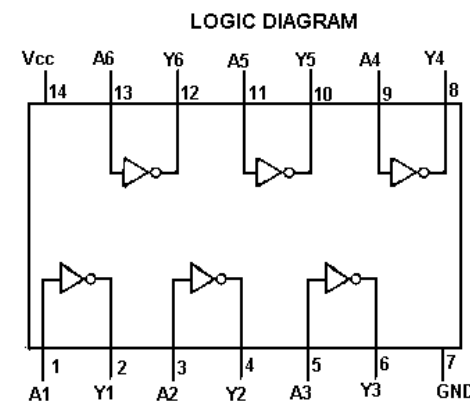 LOGIC DIAGRAM
Vcc A6 Y6 A5 Y5 A4 Y4
14 13 12 11 10 9 8
1 2 3 4 5 6 7
A1 Y1 A2 Y2 A3 Y3 GND